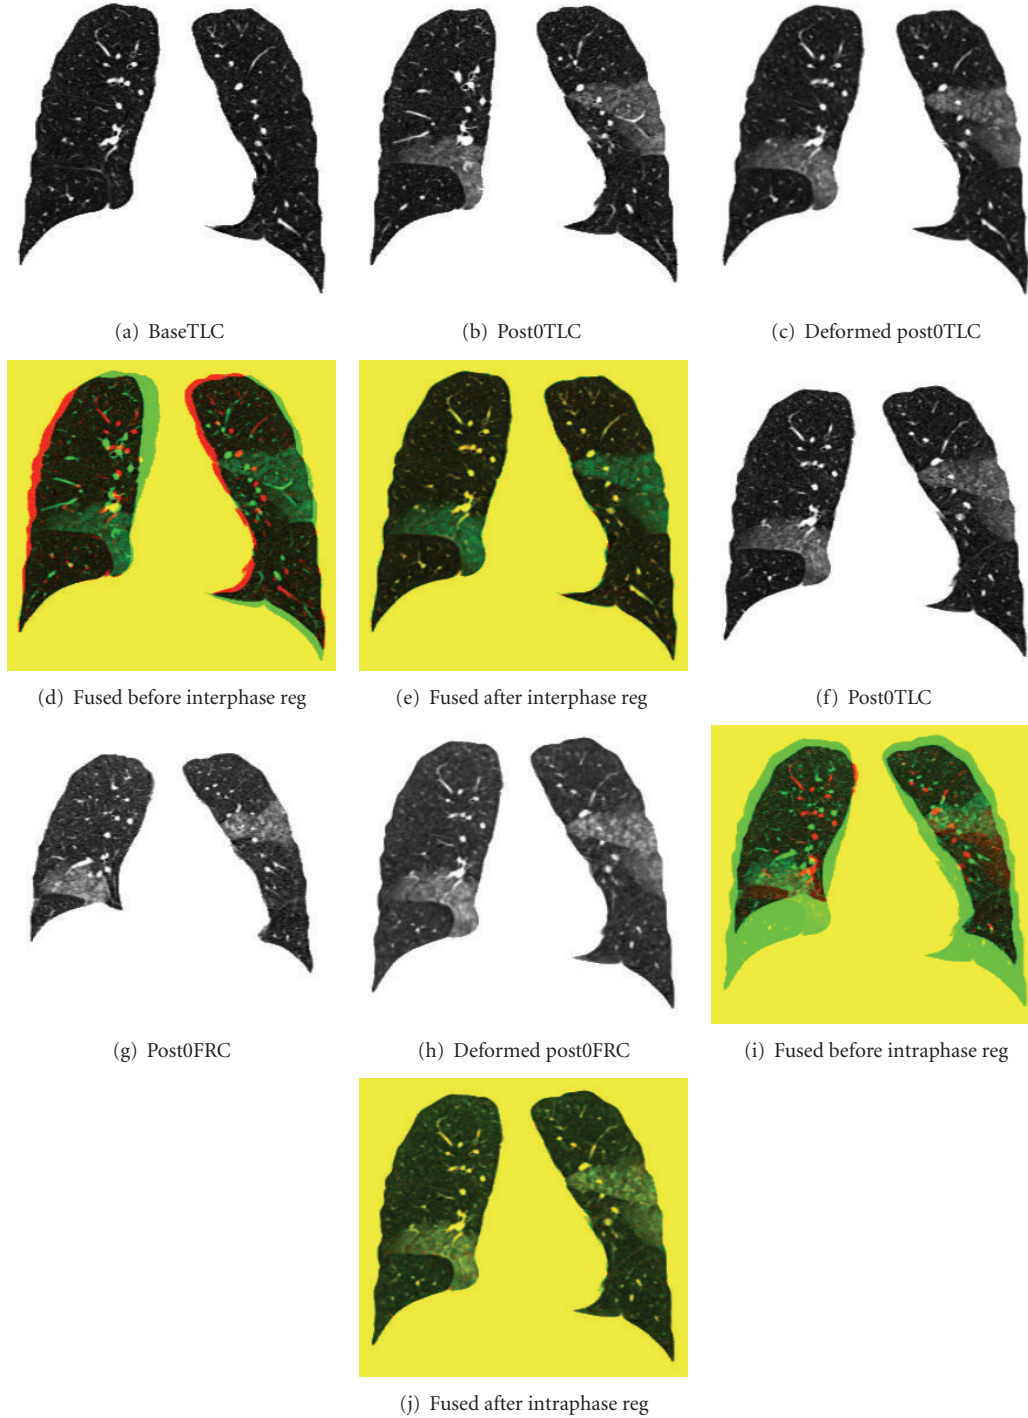 (a) BaseTLC
(b) Post0TLC
(c) Deformed post0TLC
(d) Fused before interphase reg
(e) Fused after interphase reg
(f) Post0TLC
(g) Post0FRC
(h) Deformed post0FRC
(i) Fused before intraphase reg
(j) Fused after intraphase reg